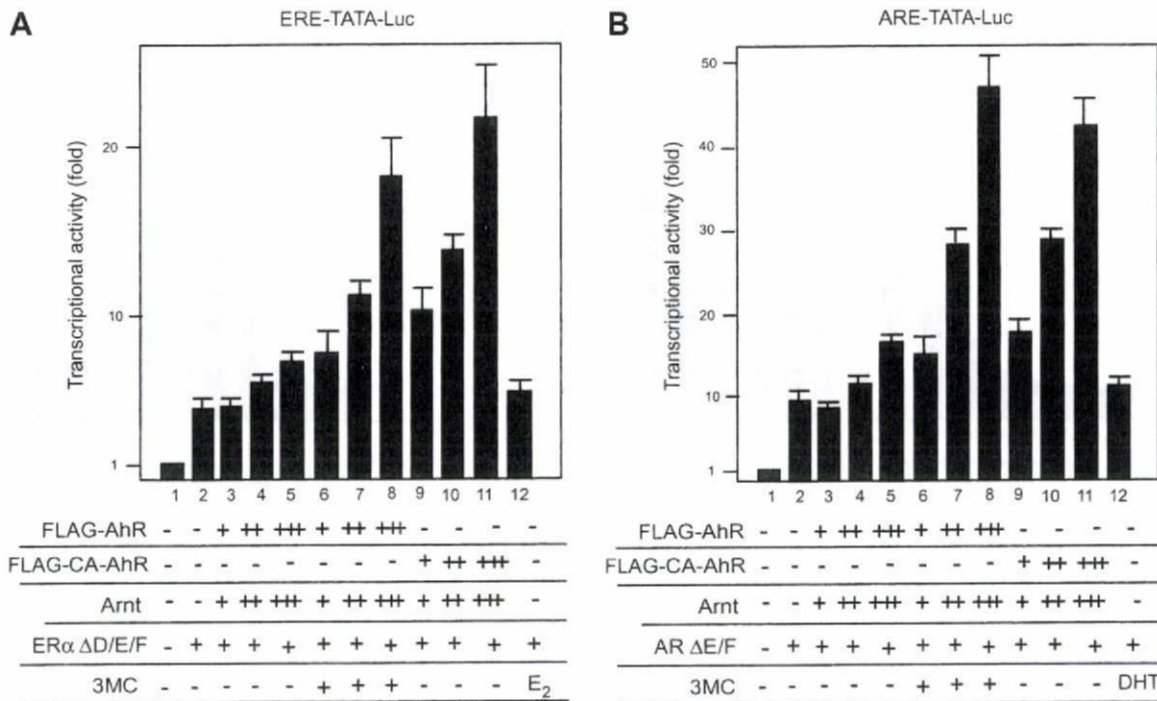 A
ERE-TATA-Luc
Transcriptional activity (fold)
20
10
1
1 2 3 4 5 6 7 8 9 10 11 12
FLAG-AhR - - + ++ +++ + ++ +++ - - - -
FLAG-CA-AhR + ++ +++
Arnt - - + ++ +++ + ++ +++ + ++ +++ -
ERα ΔD/E/F - + + + + + + + + + + +
3MC - - - - - + + + - - - E2
B
ARE-TATA-Luc
Transcriptional activity (fold)
50
40
30
20
10
1
1 2 3 4 5 6 7 8 9 10 11 12
FLAG-AhR - - + ++ +++ + ++ +++ - - - -
FLAG-CA-AhR - - - - - - - - + ++ +++ -
Arnt - - + ++ +++ + ++ +++ + ++ +++ -
AR ΔE/F - + + + + + + + + + + +
3MC - - - - - + + + - - - DHT